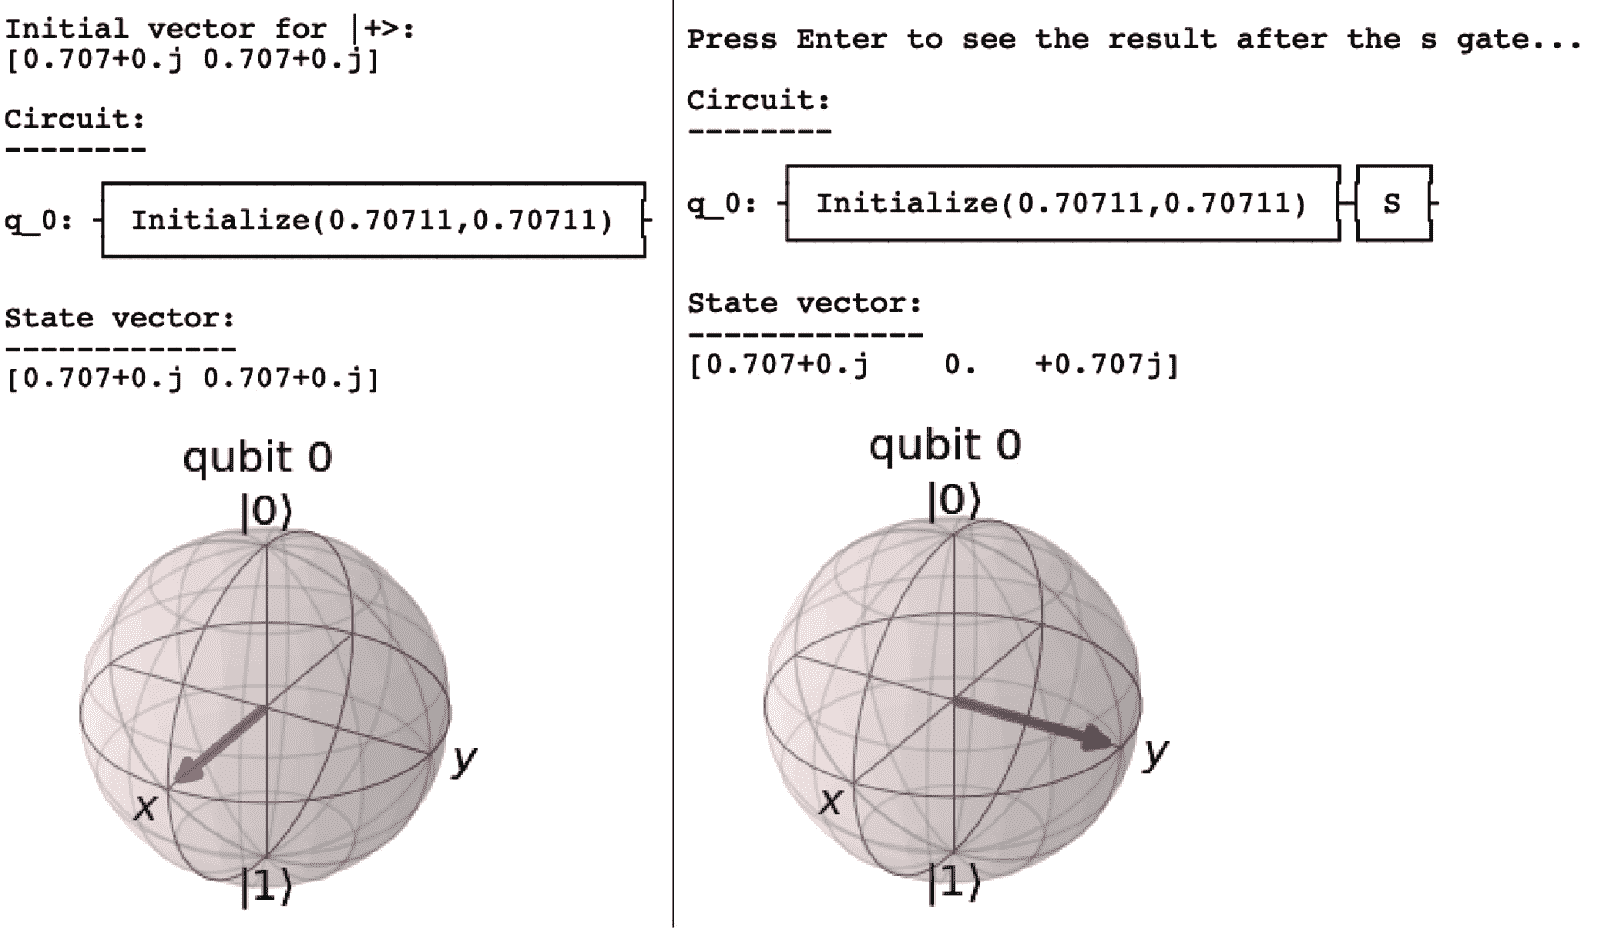 Initial vector for |+>:
[0.707+0.j 0.707+0.j]
Circuit:
--------
q_0: Initialize(0.70711,0.70711)
State vector:
-------------
[0.707+0.j 0.707+0.j]
qubit 0
|0⟩
x
y
|1⟩
Press Enter to see the result after the s gate...
Circuit:
--------
q_0: Initialize(0.70711,0.70711) S
State vector:
-------------
[0.707+0.j    0.   +0.707j]
qubit 0
|0⟩
x
y
|1⟩